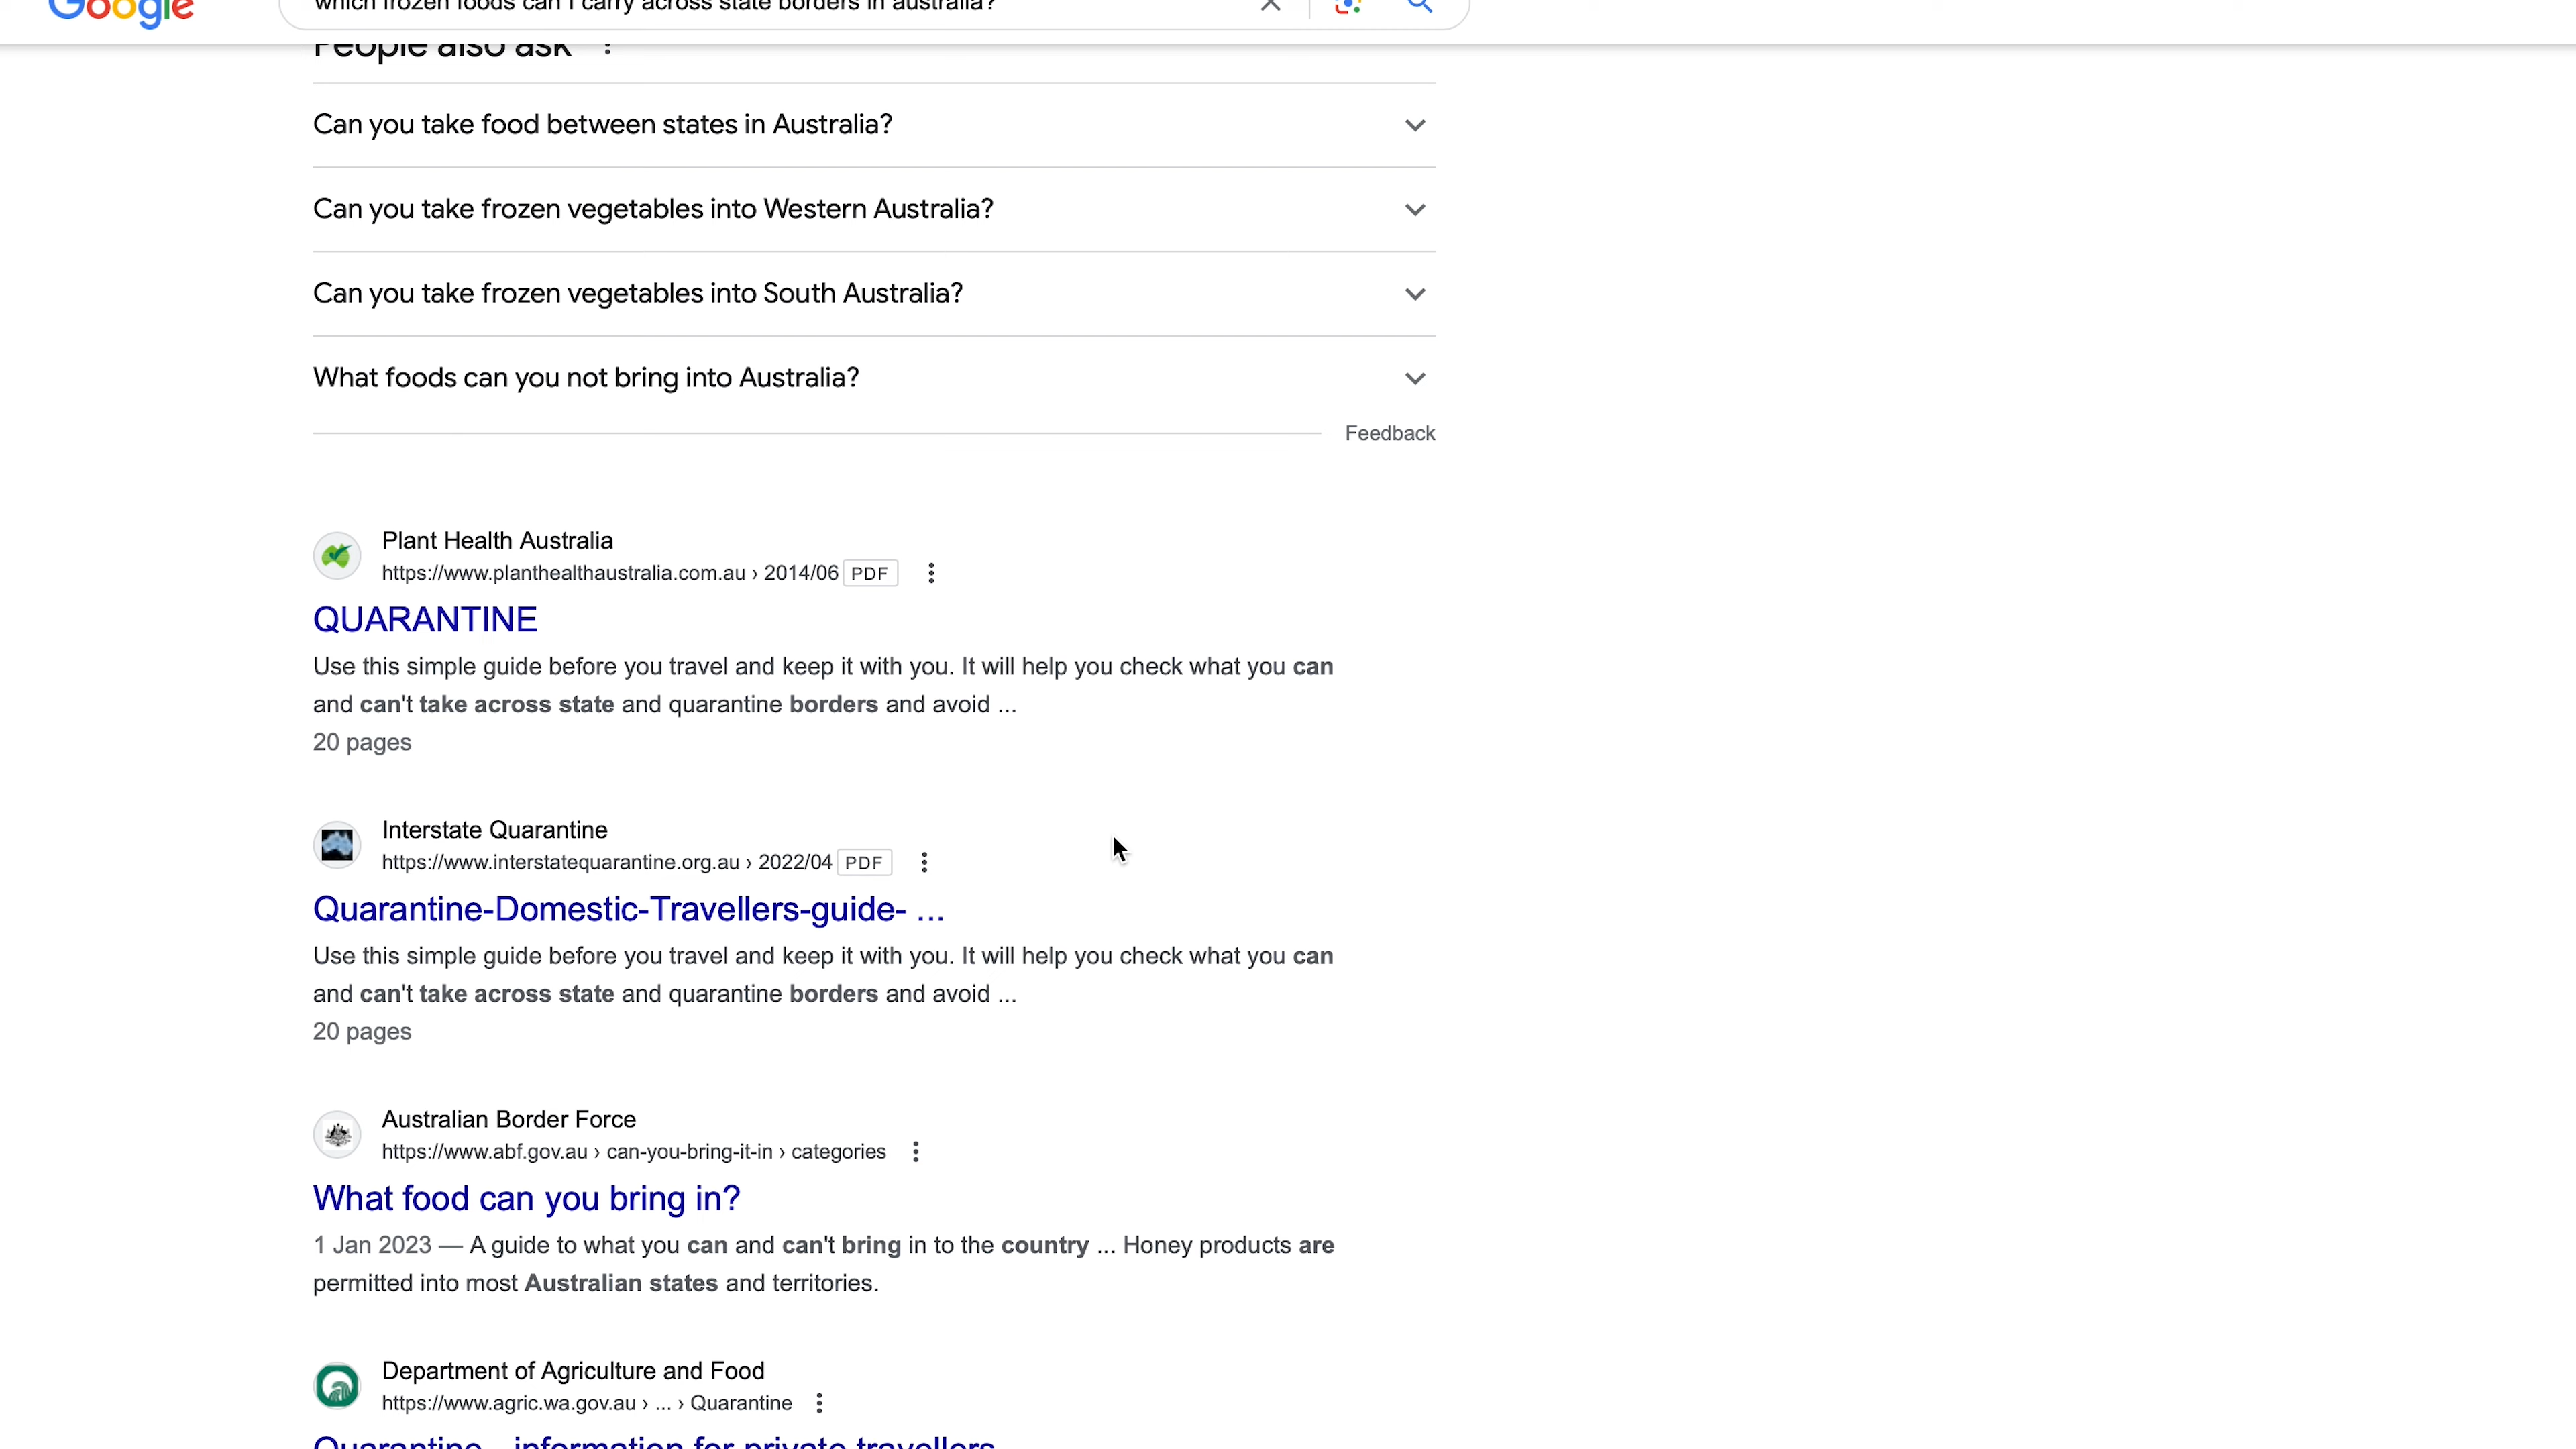 Google
which frozen foods can I carry across state borders in australia?
People also ask
Can you take food between states in Australia?
Can you take frozen vegetables into Western Australia?
Can you take frozen vegetables into South Australia?
What foods can you not bring into Australia?
Feedback
Plant Health Australia
https://www.planthealthaustralia.com.au › 2014/06 PDF
QUARANTINE
Use this simple guide before you travel and keep it with you. It will help you check what you can
and can't take across state and quarantine borders and avoid ...
20 pages
Interstate Quarantine
https://www.interstatequarantine.org.au › 2022/04 PDF
Quarantine-Domestic-Travellers-guide- ...
Use this simple guide before you travel and keep it with you. It will help you check what you can
and can't take across state and quarantine borders and avoid ...
20 pages
Australian Border Force
https://www.abf.gov.au › can-you-bring-it-in › categories
What food can you bring in?
1 Jan 2023 — A guide to what you can and can't bring in to the country ... Honey products are
permitted into most Australian states and territories.
Department of Agriculture and Food
https://www.agric.wa.gov.au › ... › Quarantine
Quarantine - information for private travellers